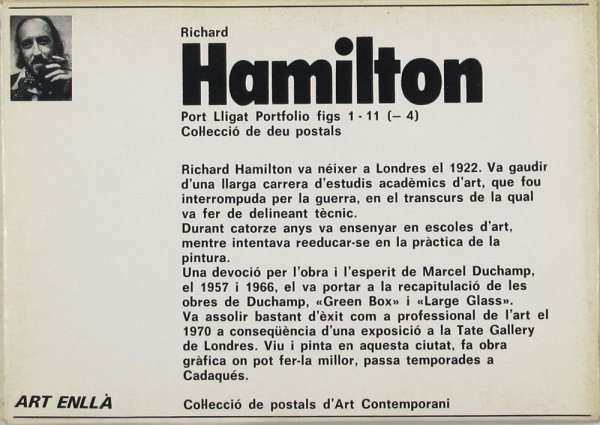 Richard
Hamilton
Port Lligat Portfolio figs 1 - 11 (– 4)
Col·lecció de deu postals
Richard Hamilton va néixer a Londres el 1922. Va gaudir
d'una llarga carrera d'estudis acadèmics d'art, que fou
interrompuda per la guerra, en el transcurs de la qual
va fer de delineant tècnic.
Durant catorze anys va ensenyar en escoles d'art,
mentre intentava reeducar-se en la pràctica de la
pintura.
Una devoció per l'obra i l'esperit de Marcel Duchamp,
el 1957 i 1966, el va portar a la recapitulació de les
obres de Duchamp, «Green Box» i «Large Glass».
Va assolir bastant d'èxit com a professional de l'art el
1970 a conseqüència d'una exposició a la Tate Gallery
de Londres. Viu i pinta en aquesta ciutat, fa obra
gràfica on pot fer-la millor, passa temporades a
Cadaqués.
ART ENLLÀ
Col·lecció de postals d'Art Contemporani